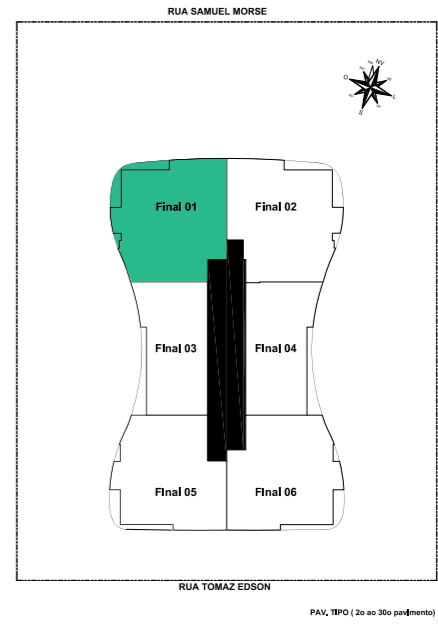 RUA SAMUEL MORSE
NV
O
L
S
Final 01
Final 02
FInal 03
FInal 04
FInal 05
FInal 06
RUA TOMAZ EDSON
PAV. TIPO ( 2o ao 30o pavimento)